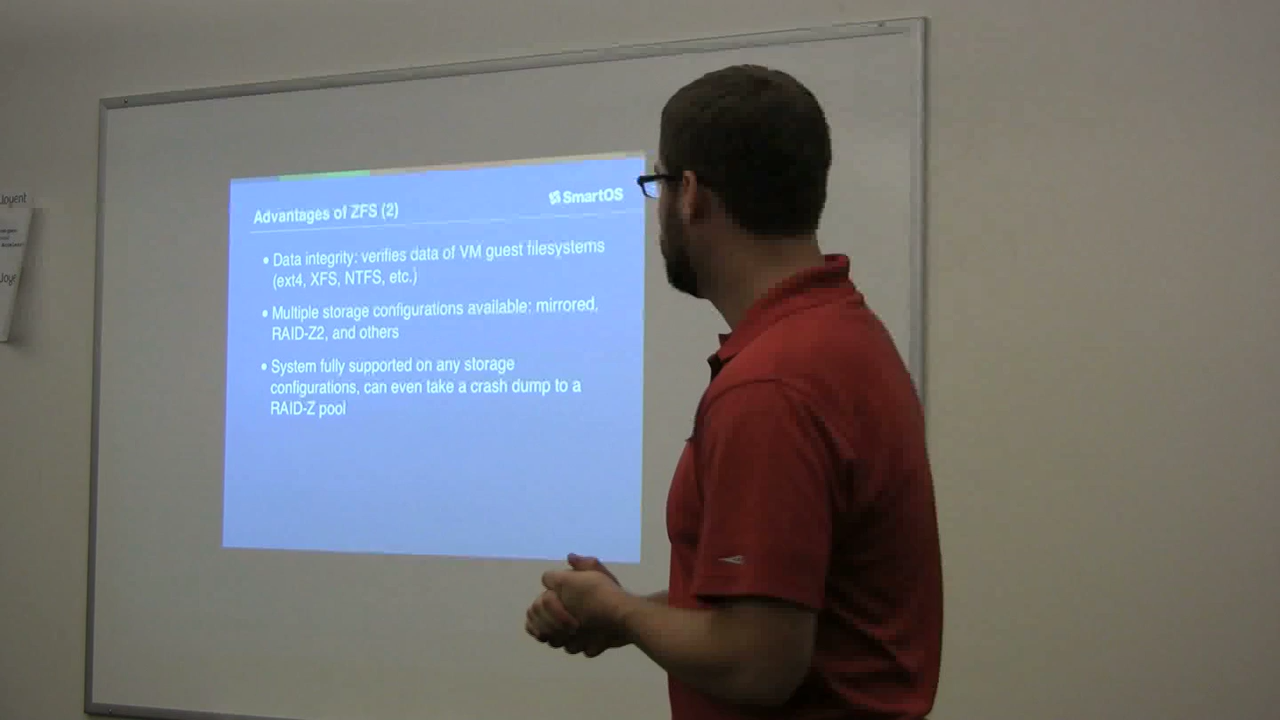 Joyent
SmartOS
Advantages of ZFS (2)
• Data integrity: verifies data of VM guest filesystems
(ext4, XFS, NTFS, etc.)
• Multiple storage configurations available: mirrored,
RAID-Z2, and others
• System fully supported on any storage
configurations, can even take a crash dump to a
RAID-Z pool